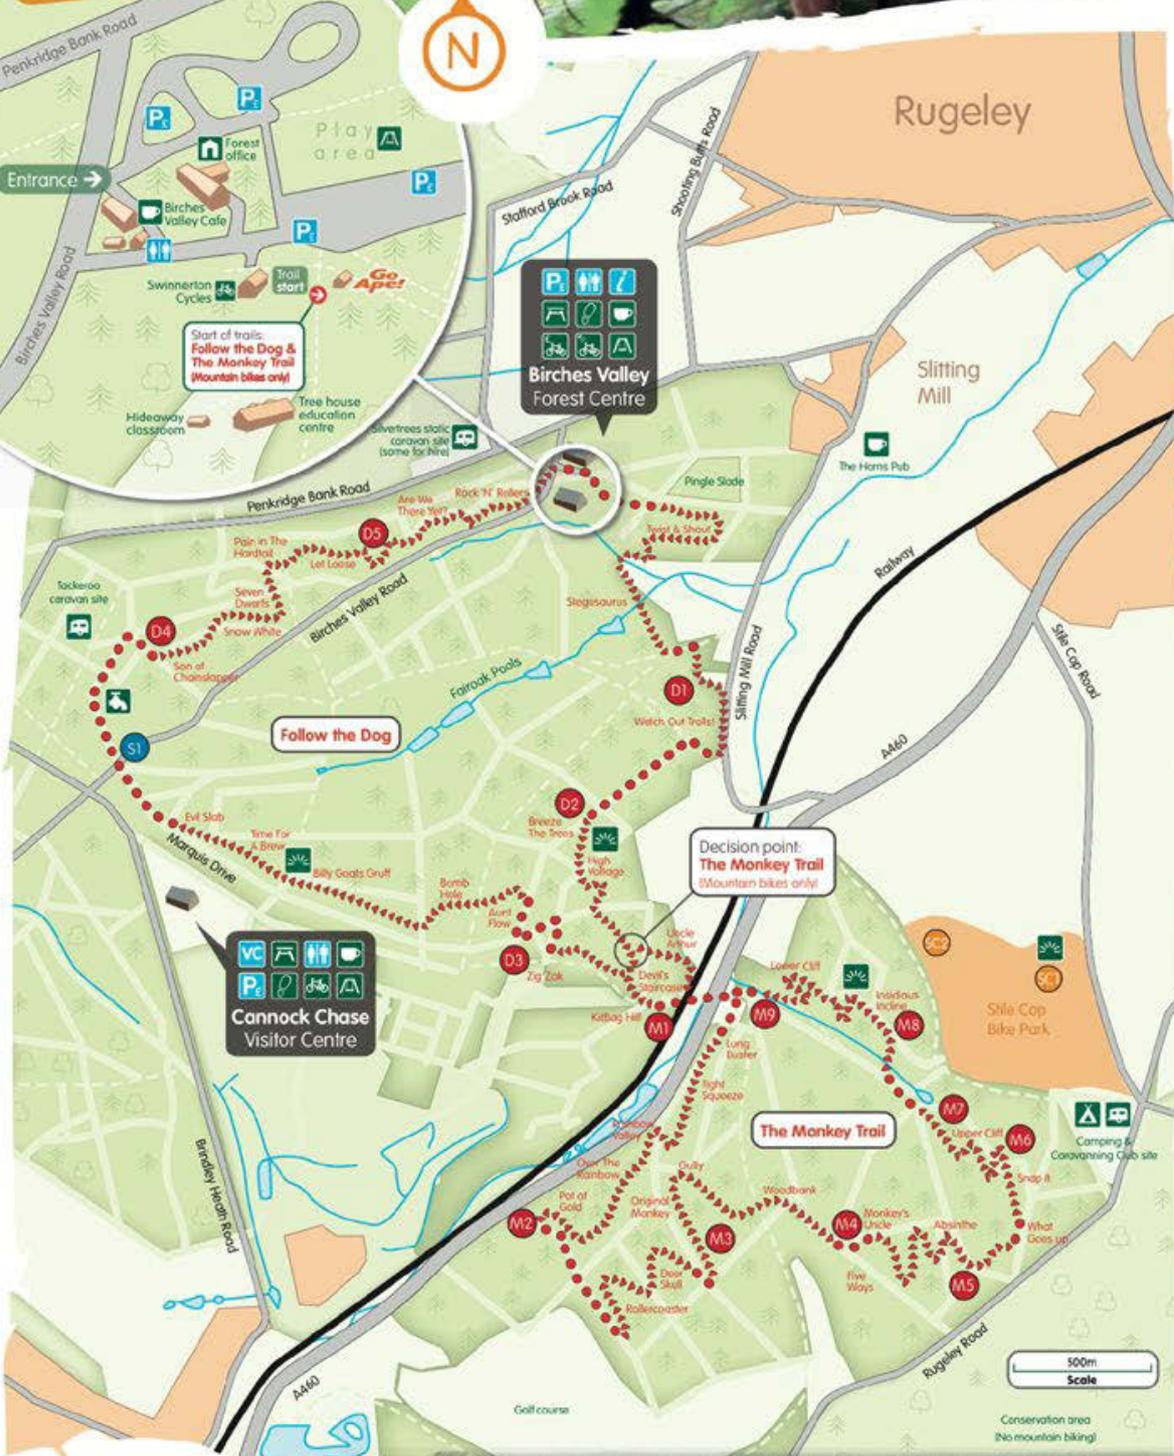 Penkridge Bank Road
N
Rugeley
P£
P£
Play
area
Forest
office
Entrance →
P£
Birches
Valley Cafe
P£
Birches Valley Road
Swinnerton
Cycles
Trail
start
Go
Ape!
Start of trails:
Follow the Dog &
The Monkey Trail
(Mountain bikes only)
Hideaway
classroom
Tree house
education
centre
Stafford Brook Road
Shooting Butts Road
P£
i
Birches Valley
Forest Centre
Slitting
Mill
Silvertrees static
caravan site
(some for hire)
The Horns Pub
Penkridge Bank Road
Pingle Slade
Are We
There Yet?
Rock 'N' Rollers
Twist & Shout
D5
Pain in The
Hardtail
Let Loose
Railway
Tackeroo
caravan site
Seven
Dwarfs
Snow White
Birches Valley Road
Stegosaurus
D4
Son of
Chainslapper
Fairoak Pools
D1
Watch Out Trolls!
Slitting Mill Road
Stile Cop Road
Follow the Dog
S1
A460
D2
Breeze
The Trees
High
Voltage
Evil Slab
Time For
A Brew
Billy Goats Gruff
Marquis Drive
Decision point:
The Monkey Trail
(Mountain bikes only)
Bomb
Hole
Aunt
Flow
D3
Zig Zak
Uncle
Arthur
Devil's
Staircase
Kitbag Hill
M1
VC
P£
Cannock Chase
Visitor Centre
Lower Cliff
M9
Insidious
Incline
M8
SC2
SC1
Stile Cop
Bike Park
Lung
Buster
Tight
Squeeze
The Monkey Trail
M7
Upper Cliff
M6
Camping &
Caravanning Club site
Snap it
Rainbow
Valley
Over The
Rainbow
Gully
Pot of
Gold
Original
Monkey
Woodbank
M2
M3
M4
Monkey's
Uncle
Absinthe
What
Goes up
Deer
Skull
Five
Ways
M5
Rollercoaster
Brindley Heath Road
Rugeley Road
500m
Scale
A460
Golf course
Conservation area
(No mountain biking)